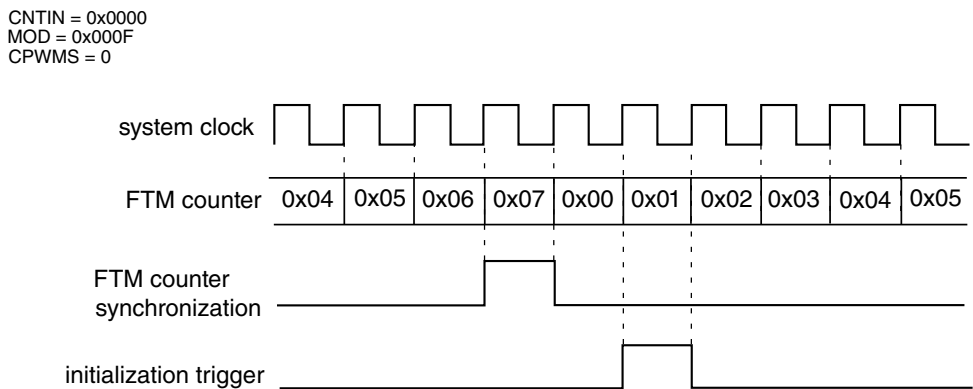 CNTIN = 0x0000
MOD = 0x000F
CPWMS = 0
system clock
FTM counter 0x04 0x05 0x06 0x07 0x00 0x01 0x02 0x03 0x04 0x05
FTM counter
synchronization
initialization trigger